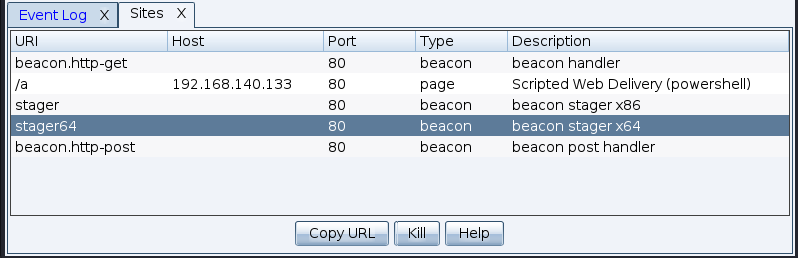 Event Log X Sites X
URI Host Port Type Description
beacon.http-get 80 beacon beacon handler
/a 192.168.140.133 80 page Scripted Web Delivery (powershell)
stager 80 beacon beacon stager x86
stager64 80 beacon beacon stager x64
beacon.http-post 80 beacon beacon post handler
Copy URL Kill Help